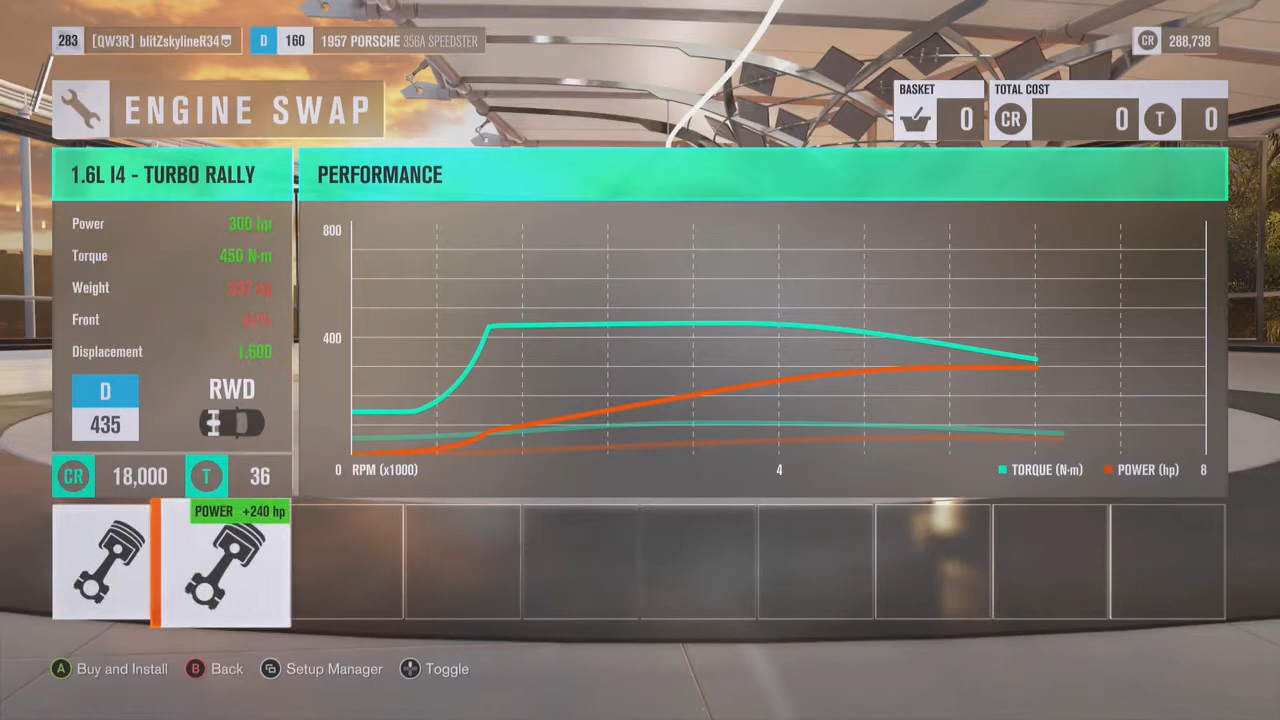 283 [QW3R] blitZskylineR34 D 160 1957 PORSCHE 356A SPEEDSTER CR 288,738
ENGINE SWAP
BASKET TOTAL COST
0 CR 0 T 0
1.6L I4 - TURBO RALLY
PERFORMANCE
Power 300 hp
Torque 450 N·m
Weight
Front
Displacement 1,600
D
435
RWD
CR 18,000 T 36
800
400
0 RPM (x1000) 4 TORQUE (N·m) POWER (hp) 8
POWER +240 hp
A Buy and Install B Back Setup Manager Toggle